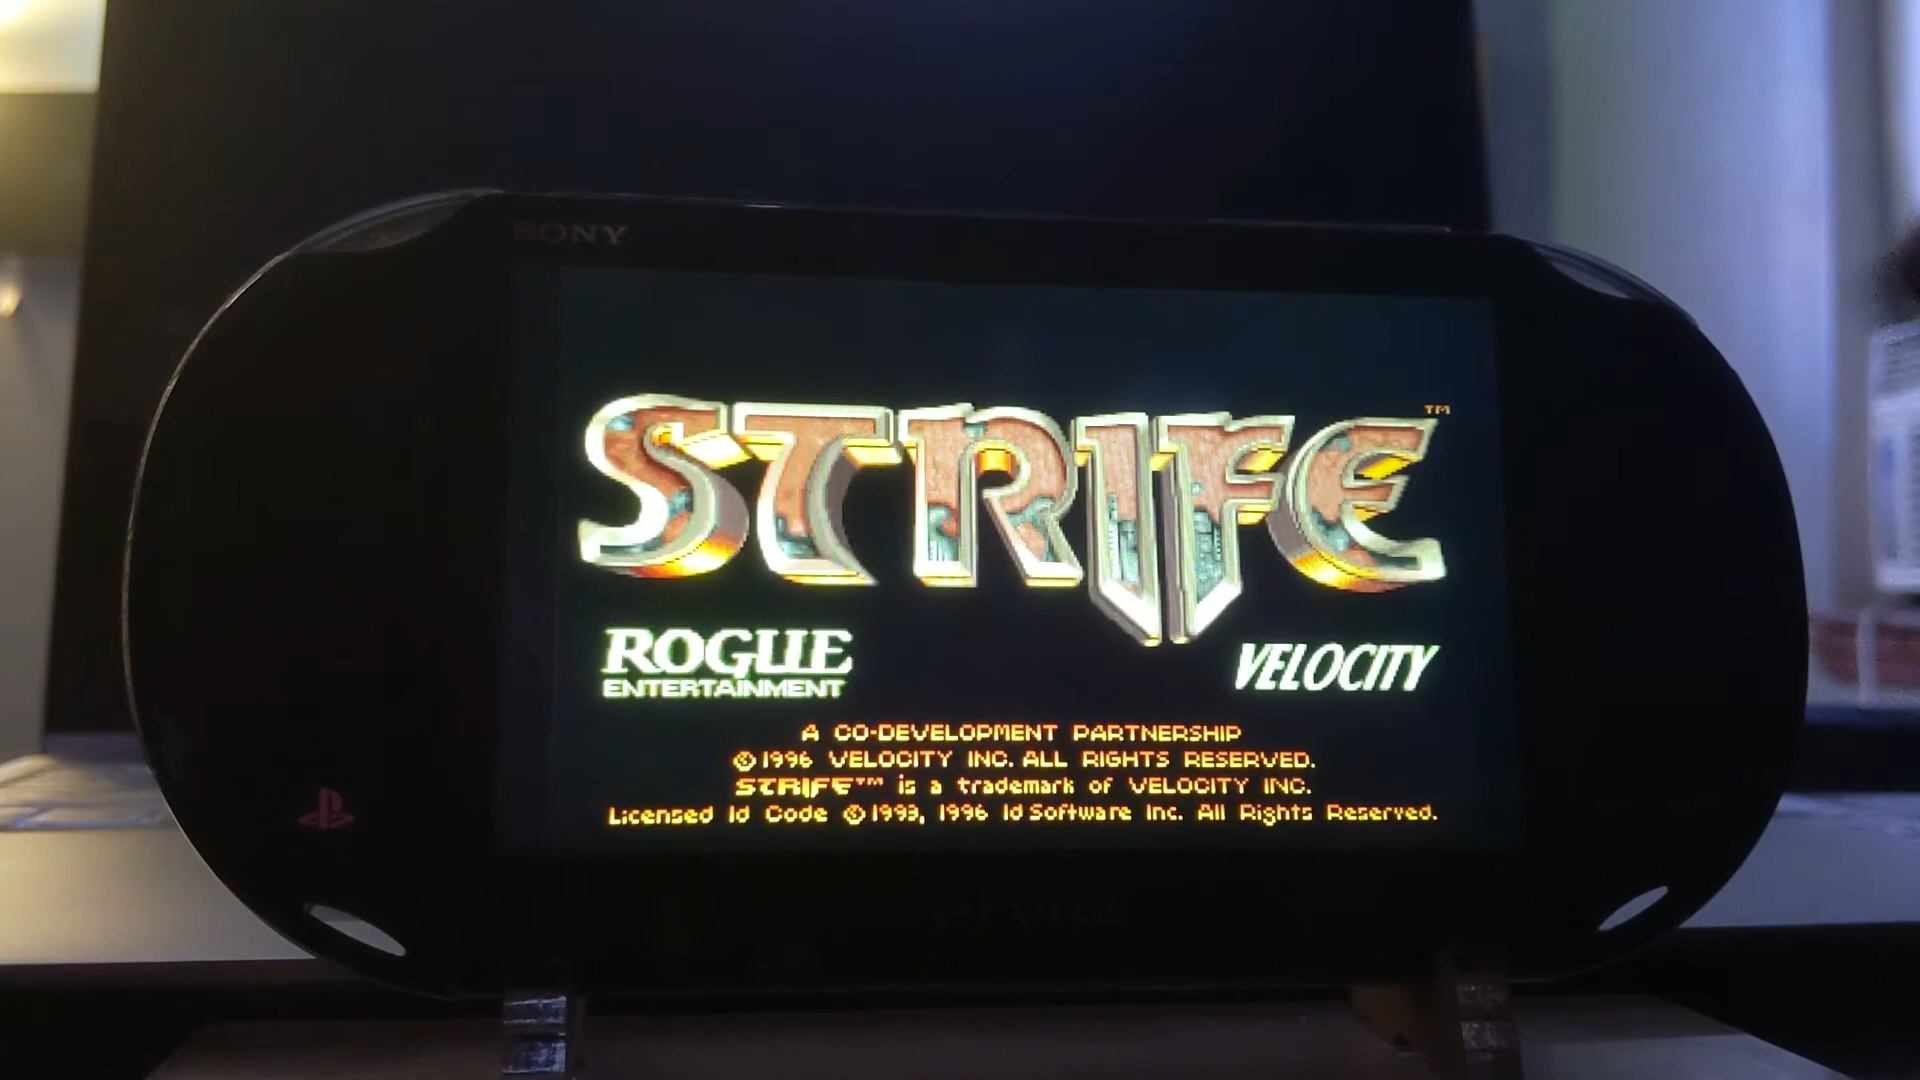 SONY
STRIFE™
ROGUE
ENTERTAINMENT
VELOCITY
A CO-DEVELOPMENT PARTNERSHIP
©1996 VELOCITY INC. ALL RIGHTS RESERVED.
STRIFE™ is a trademark of VELOCITY INC.
Licensed Id Code ©1993, 1996 Id Software Inc. All Rights Reserved.
PSVITA